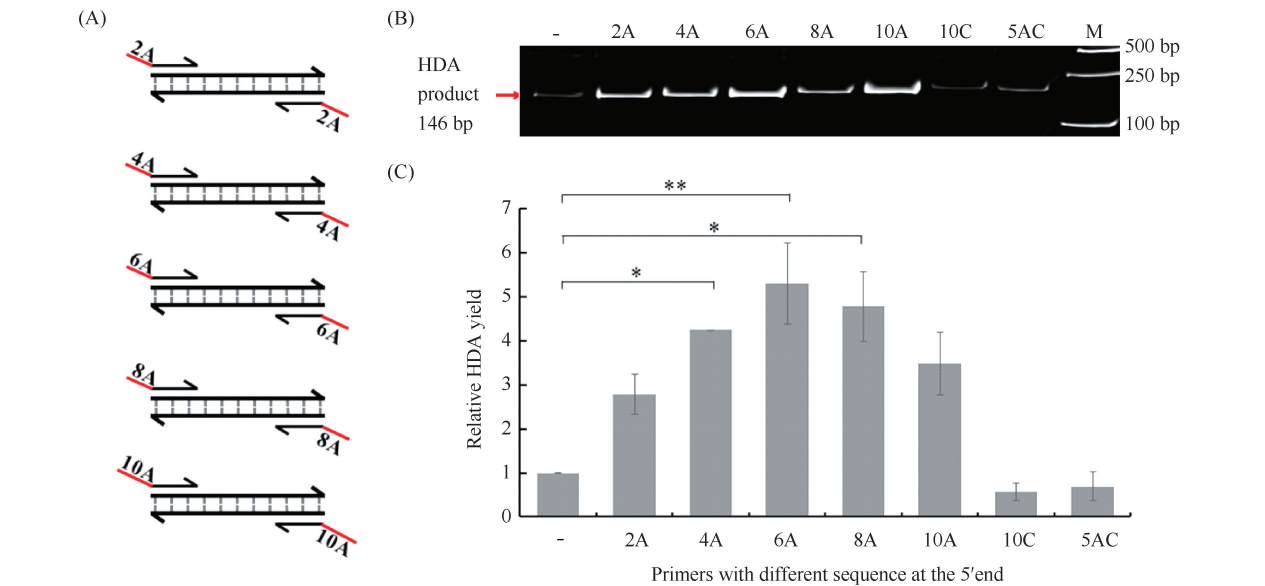 (A)
2A
2A
4A
4A
6A
6A
8A
8A
10A
10A
(B)
- 2A 4A 6A 8A 10A 10C 5AC M
HDA
product
146 bp
500 bp
250 bp
100 bp
(C)
**
*
*
Relative HDA yield
7
6
5
4
3
2
1
0
- 2A 4A 6A 8A 10A 10C 5AC
Primers with different sequence at the 5′end